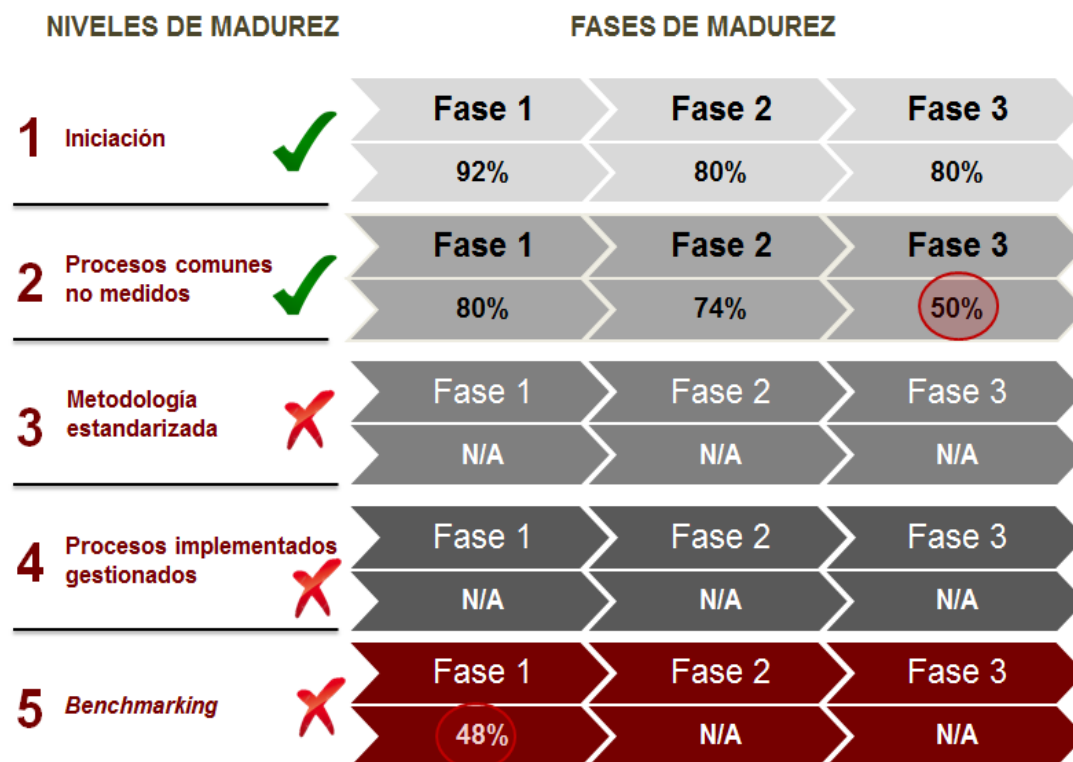 NIVELES DE MADUREZ
FASES DE MADUREZ
1
Iniciación
Fase 1
Fase 2
Fase 3
92%
80%
80%
2
Procesos comunes
no medidos
Fase 1
Fase 2
Fase 3
80%
74%
50%
3
Metodología
estandarizada
Fase 1
Fase 2
Fase 3
N/A
N/A
N/A
4
Procesos implementados
gestionados
Fase 1
Fase 2
Fase 3
N/A
N/A
N/A
5
Benchmarking
Fase 1
Fase 2
Fase 3
48%
N/A
N/A